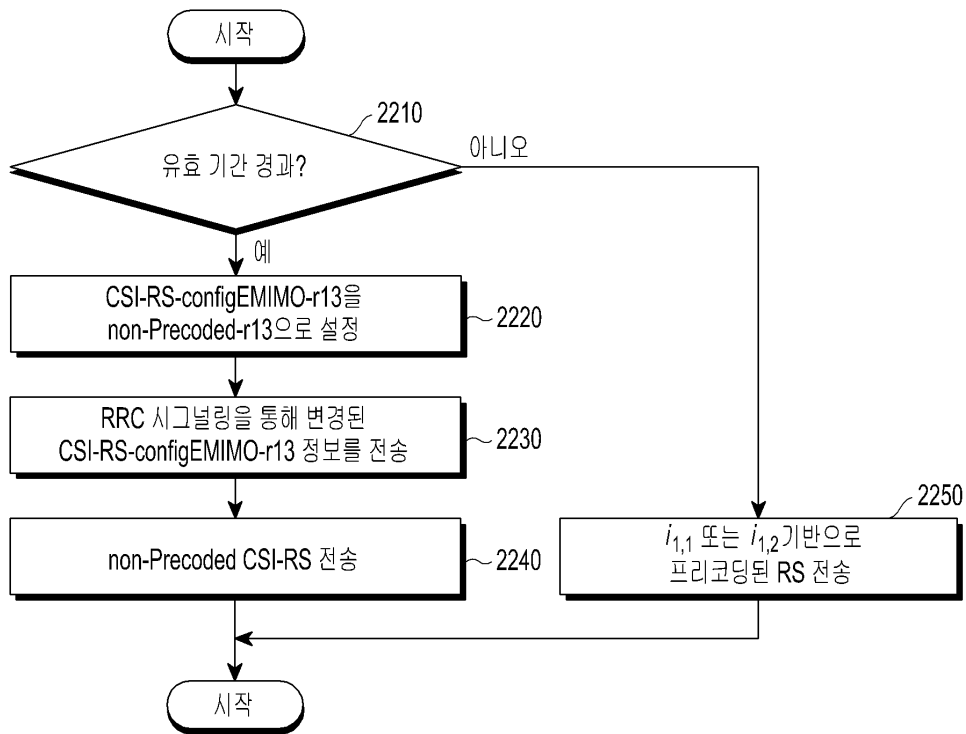 시작
2210
유효 기간 경과?
아니오
예
CSI-RS-configEMIMO-r13을
non-Precoded-r13으로 설정
2220
RRC 시그널링을 통해 변경된
CSI-RS-configEMIMO-r13 정보를 전송
2230
2250
non-Precoded CSI-RS 전송
2240
i1,1 또는 i1,2기반으로
프리코딩된 RS 전송
시작